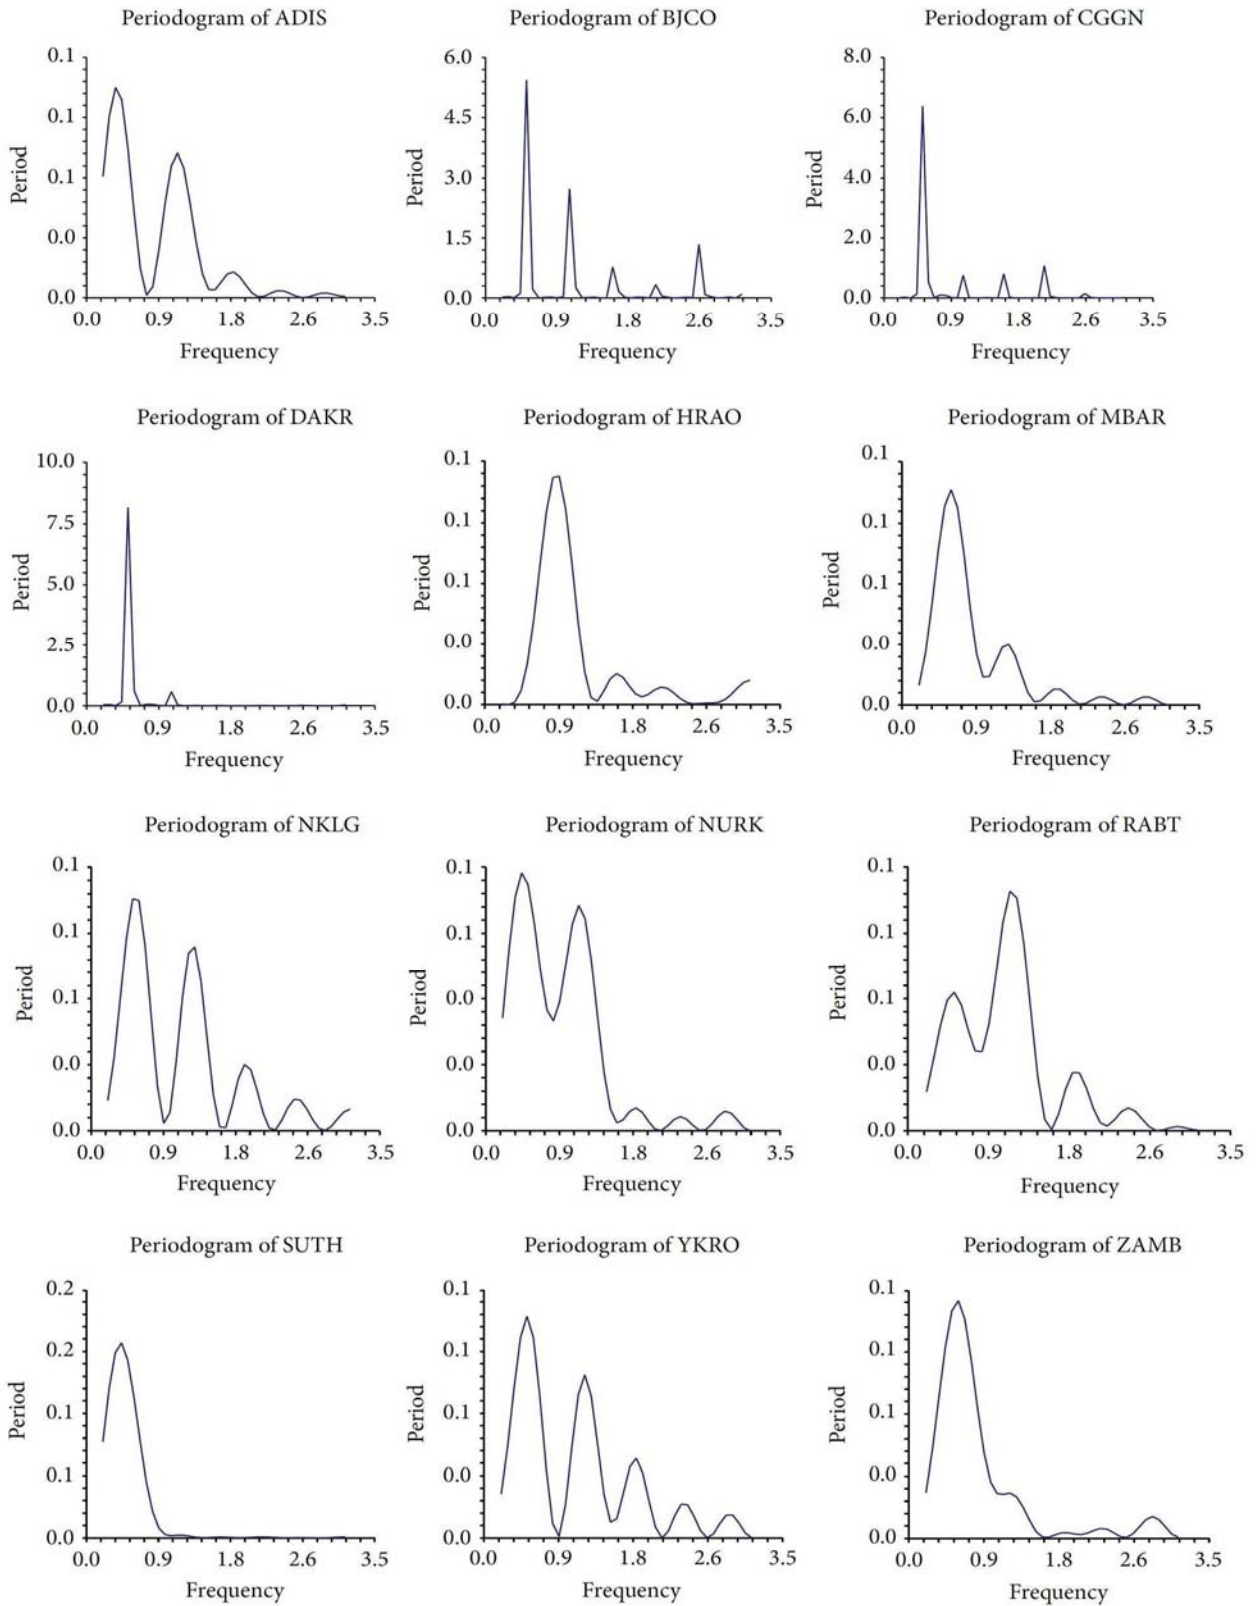 Periodogram of ADIS
0.1
0.1
0.1
0.0
0.0
Period
0.0 0.9 1.8 2.6 3.5
Frequency
Periodogram of BJCO
6.0
4.5
3.0
1.5
0.0
Period
0.0 0.9 1.8 2.6 3.5
Frequency
Periodogram of CGGN
8.0
6.0
4.0
2.0
0.0
Period
0.0 0.9 1.8 2.6 3.5
Frequency
Periodogram of DAKR
10.0
7.5
5.0
2.5
0.0
Period
0.0 0.9 1.8 2.6 3.5
Frequency
Periodogram of HRAO
0.1
0.1
0.1
0.0
0.0
Period
0.0 0.9 1.8 2.6 3.5
Frequency
Periodogram of MBAR
0.1
0.1
0.1
0.0
0.0
Period
0.0 0.9 1.8 2.6 3.5
Frequency
Periodogram of NKLG
0.1
0.1
0.1
0.0
0.0
Period
0.0 0.9 1.8 2.6 3.5
Frequency
Periodogram of NURK
0.1
0.1
0.0
0.0
0.0
Period
0.0 0.9 1.8 2.6 3.5
Frequency
Periodogram of RABT
0.1
0.1
0.1
0.0
0.0
Period
0.0 0.9 1.8 2.6 3.5
Frequency
Periodogram of SUTH
0.2
0.2
0.1
0.1
0.0
Period
0.0 0.9 1.8 2.6 3.5
Frequency
Periodogram of YKRO
0.1
0.1
0.1
0.0
0.0
Period
0.0 0.9 1.8 2.6 3.5
Frequency
Periodogram of ZAMB
0.1
0.1
0.1
0.0
0.0
Period
0.0 0.9 1.8 2.6 3.5
Frequency